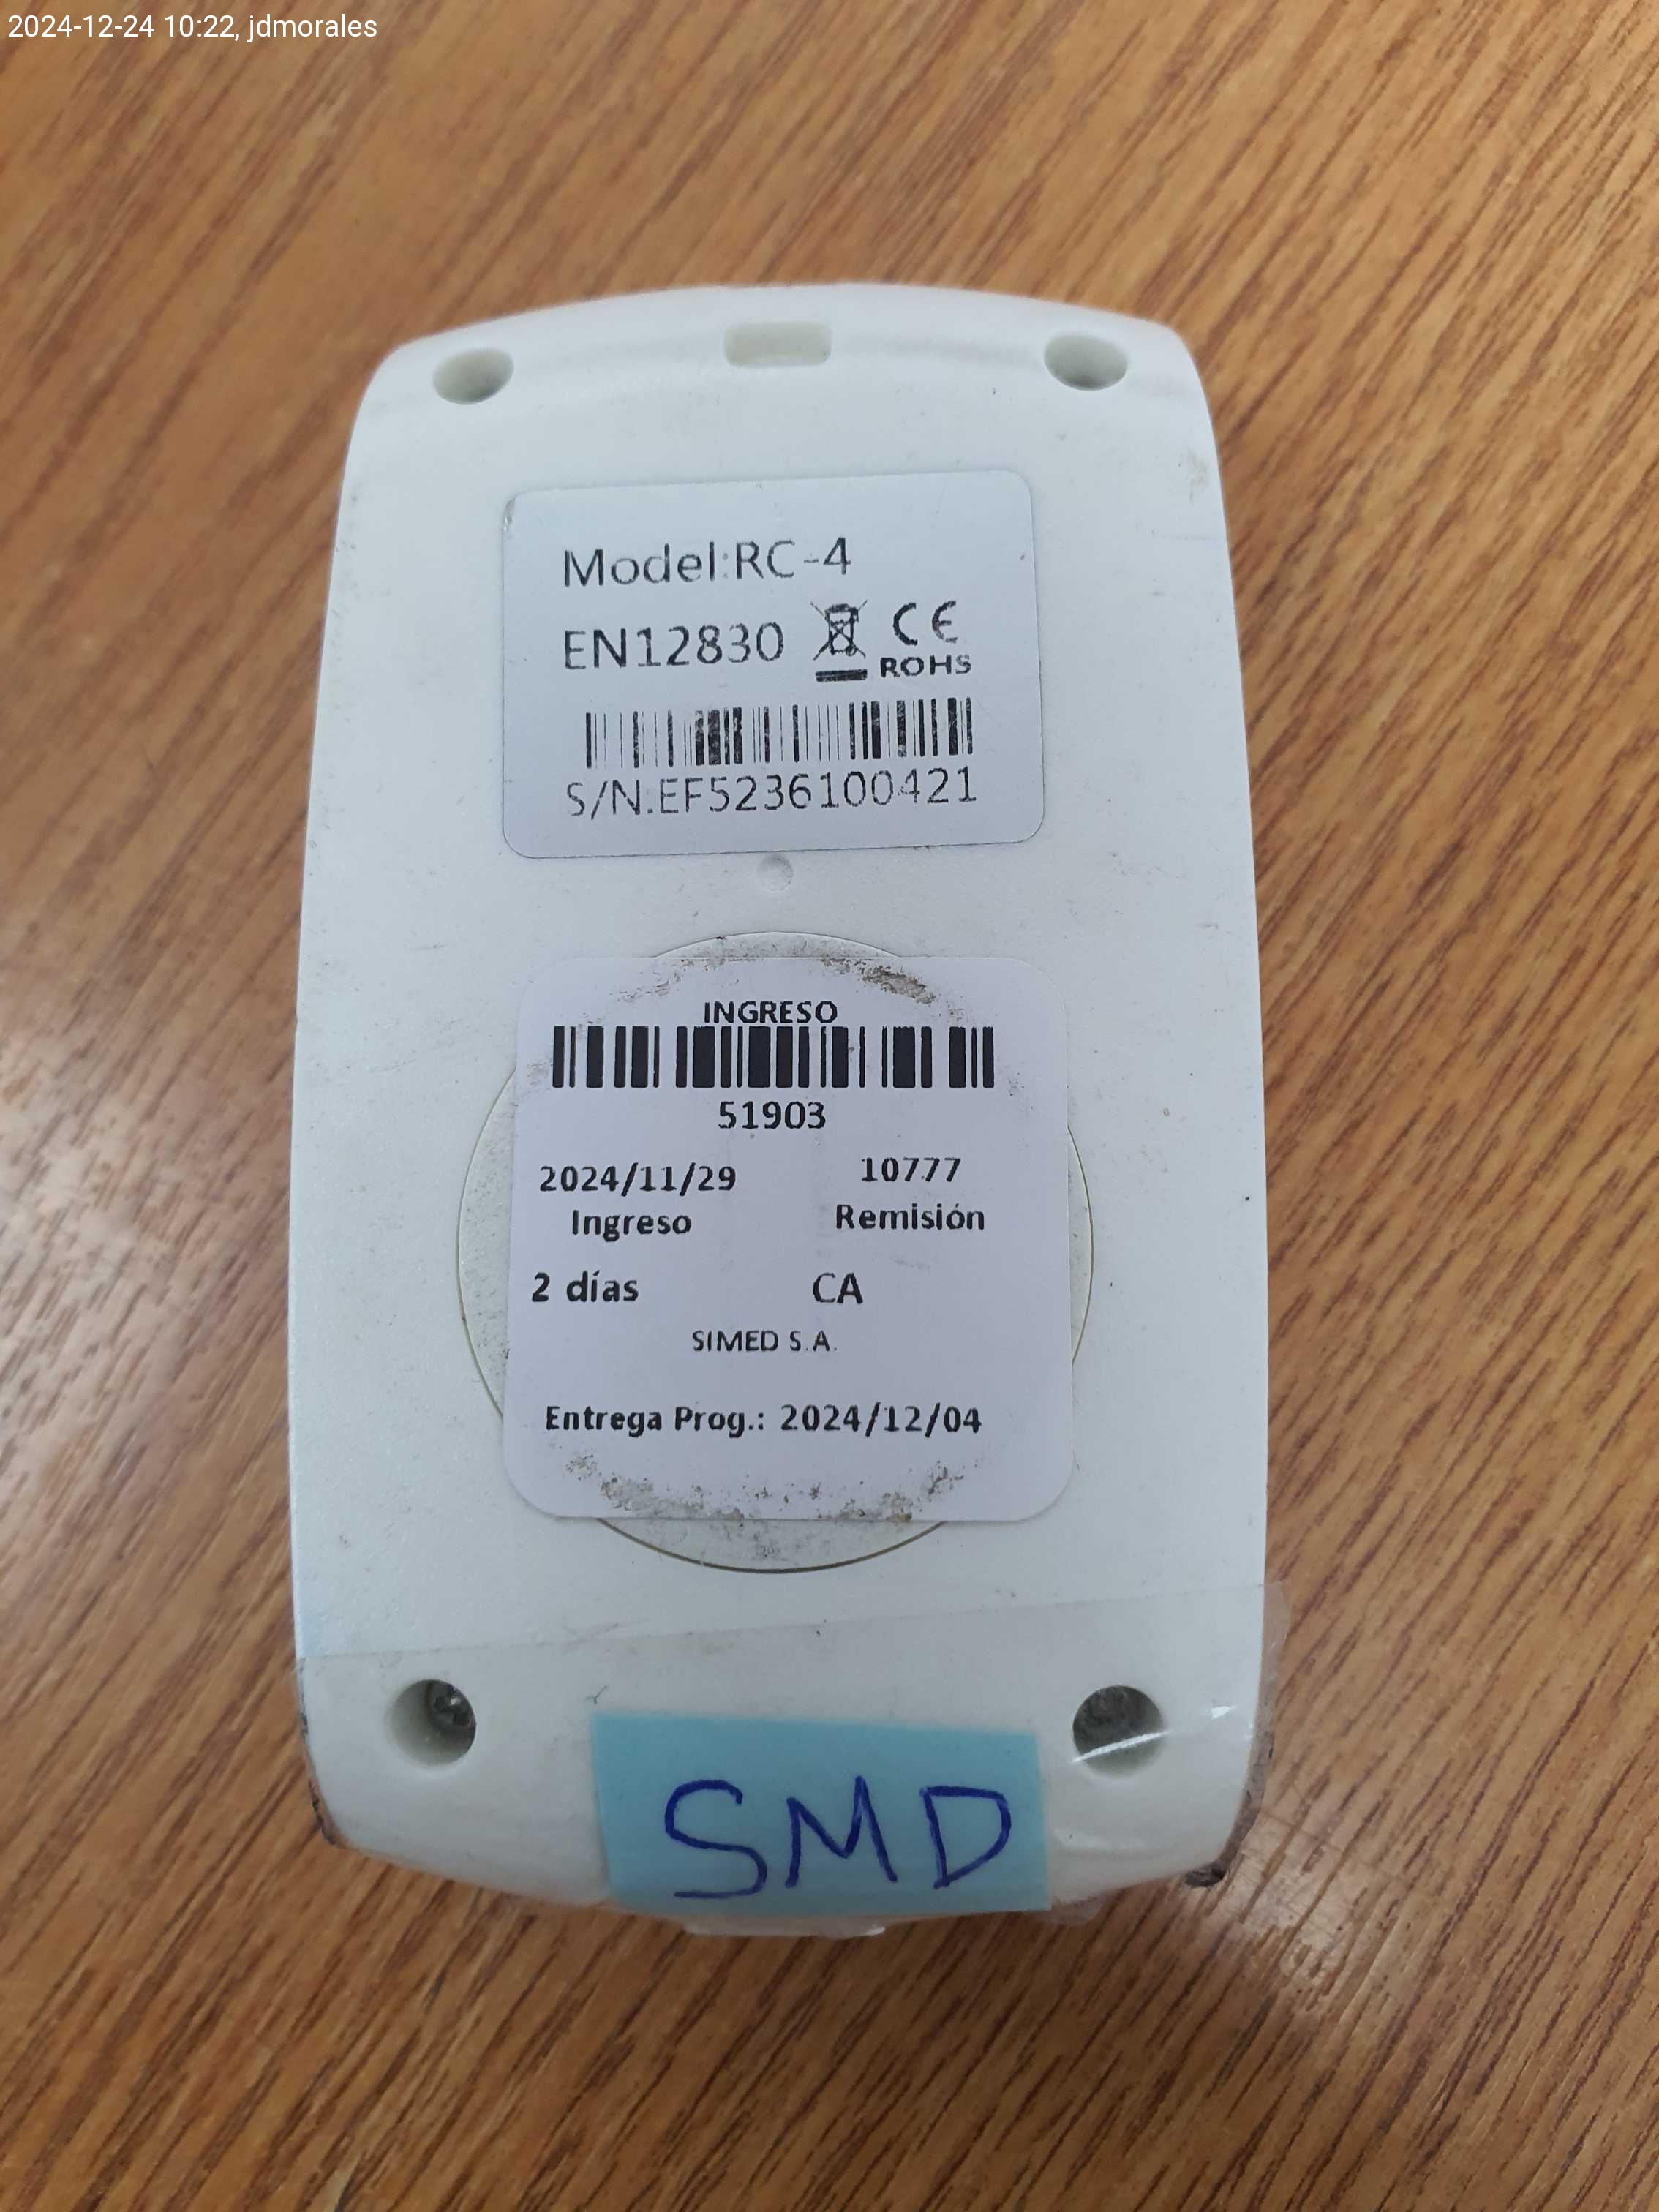 2024-12-24 10:22, jdmorales
Model:RC-4
EN12830 CE
ROHS
S/N.EF5236100421
INGRESO
51903
2024/11/29 10777
Ingreso Remisión
2 días CA
SIMED S.A.
Entrega Prog.: 2024/12/04
SMD